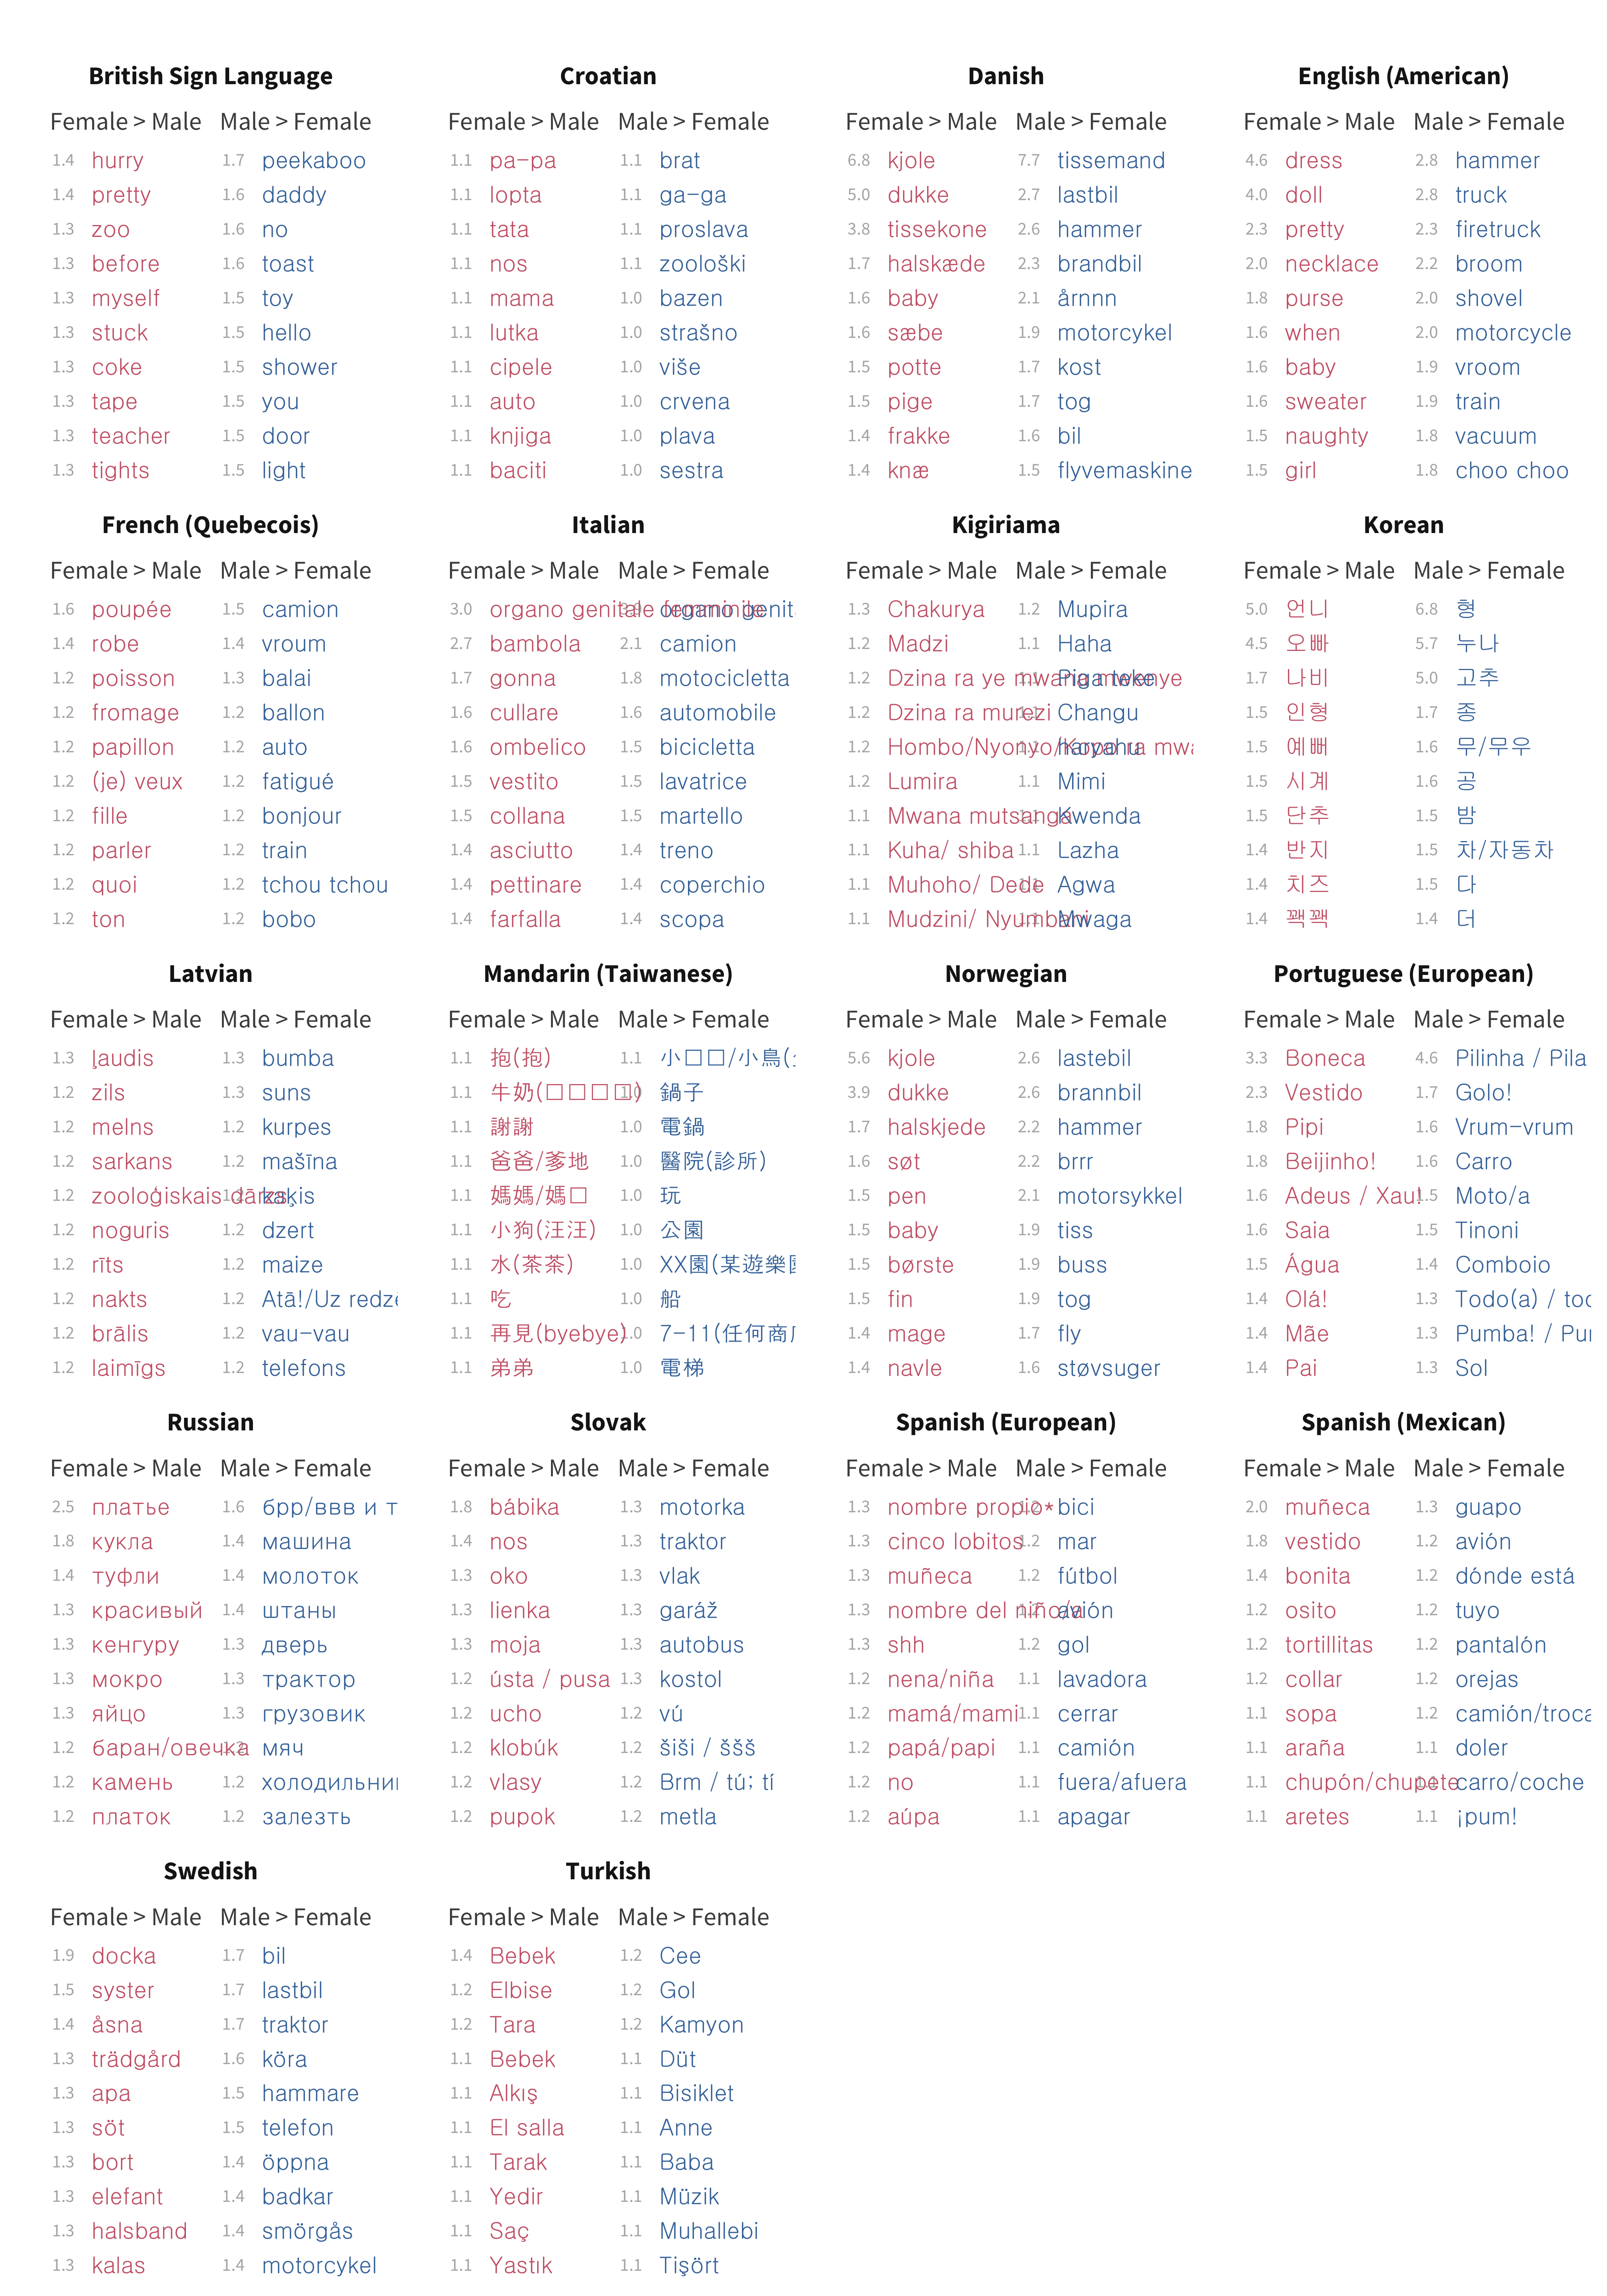 British Sign Language Croatian Danish English (American)
Female > Male Male > Female Female > Male Male > Female Female > Male Male > Female Female > Male Male > Female
1.4 hurry 1.7 peekaboo 1.1 pa-pa 1.1 brat 6.8 kjole 7.7 tissemand 4.6 dress 2.8 hammer
1.4 pretty 1.6 daddy 1.1 lopta 1.1 ga-ga 5.0 dukke 2.7 lastbil 4.0 doll 2.8 truck
1.3 zoo 1.6 no 1.1 tata 1.1 proslava 3.8 tissekone 2.6 hammer 2.3 pretty 2.3 firetruck
1.3 before 1.6 toast 1.1 nos 1.1 zoološki 1.7 halskæde 2.3 brandbil 2.0 necklace 2.2 broom
1.3 myself 1.5 toy 1.1 mama 1.0 bazen 1.6 baby 2.1 årnnn 1.8 purse 2.0 shovel
1.3 stuck 1.5 hello 1.1 lutka 1.0 strašno 1.6 sæbe 1.9 motorcykel 1.6 when 2.0 motorcycle
1.3 coke 1.5 shower 1.1 cipele 1.0 više 1.5 potte 1.7 kost 1.6 baby 1.9 vroom
1.3 tape 1.5 you 1.1 auto 1.0 crvena 1.5 pige 1.7 tog 1.6 sweater 1.9 train
1.3 teacher 1.5 door 1.1 knjiga 1.0 plava 1.4 frakke 1.6 bil 1.5 naughty 1.8 vacuum
1.3 tights 1.5 light 1.1 baciti 1.0 sestra 1.4 knæ 1.5 flyvemaskine 1.5 girl 1.8 choo choo
French (Quebecois) Italian Kigiriama Korean
Female > Male Male > Female Female > Male Male > Female Female > Male Male > Female Female > Male Male > Female
1.6 poupée 1.5 camion 3.0 organo genitale femminile organo genit 1.3 Chakurya 1.2 Mupira 5.0 언니 6.8 형
1.4 robe 1.4 vroum 2.7 bambola 2.1 camion 1.2 Madzi 1.1 Haha 4.5 오빠 5.7 누나
1.2 poisson 1.3 balai 1.7 gonna 1.8 motocicletta 1.2 Dzina ra ye 1.7 나비 5.0 고추
1.2 fromage 1.2 ballon 1.6 cullare 1.6 automobile 1.2 Dzina ra murezi Changu 1.5 인형 1.7 종
1.2 papillon 1.2 auto 1.6 ombelico 1.5 bicicletta 1.2 1.5 예뻐 1.6 무/무우
1.2 (je) veux 1.2 fatigué 1.5 vestito 1.5 lavatrice 1.2 Lumira 1.1 Mimi 1.5 시계 1.6 공
1.2 fille 1.2 bonjour 1.5 collana 1.5 martello 1.1 Mwana mutsanga Kwenda 1.5 단추 1.5 밤
1.2 parler 1.2 train 1.4 asciutto 1.4 treno 1.1 Kuha/ shiba 1.1 Lazha 1.4 반지 1.5 차/자동차
1.2 quoi 1.2 tchou tchou 1.4 pettinare 1.4 coperchio 1.1 Muhoho/ Dede Agwa 1.4 치즈 1.5 다
1.2 ton 1.2 bobo 1.4 farfalla 1.4 scopa 1.1 Mudzini/ Nyumbani Mwaga 1.4 꽥꽥 1.4 더
Latvian Mandarin (Taiwanese) Norwegian Portuguese (European)
Female > Male Male > Female Female > Male Male > Female Female > Male Male > Female Female > Male Male > Female
1.3 ļaudis 1.3 bumba 1.1 抱(抱) 1.1 小□□/小鳥( 5.6 kjole 2.6 lastebil 3.3 Boneca 4.6 Pilinha / Pila
1.2 zils 1.3 suns 1.1 牛奶(□□□□) 1.0 鍋子 3.9 dukke 2.6 brannbil 2.3 Vestido 1.7 Golo!
1.2 melns 1.2 kurpes 1.1 謝謝 1.0 電鍋 1.7 halskjede 2.2 hammer 1.8 Pipi 1.6 Vrum-vrum
1.2 sarkans 1.2 mašīna 1.1 爸爸/爹地 1.0 醫院(診所) 1.6 søt 2.2 brrr 1.8 Beijinho! 1.6 Carro
1.2 zooloģiskais dārzs kaķis 1.1 媽媽/媽□ 1.0 玩 1.5 pen 2.1 motorsykkel 1.6 Adeus / Xau! 1.5 Moto/a
1.2 noguris 1.2 dzert 1.1 小狗(汪汪) 1.0 公園 1.5 baby 1.9 tiss 1.6 Saia 1.5 Tinoni
1.2 rīts 1.2 maize 1.1 水(茶茶) 1.0 XX園(某遊樂園 1.5 børste 1.9 buss 1.5 Água 1.4 Comboio
1.2 nakts 1.2 Atā!/Uz redze 1.1 吃 1.0 船 1.5 fin 1.9 tog 1.4 Olá! 1.3 Todo(a) / toc
1.2 brālis 1.2 vau-vau 1.1 再見(byebye) 1.0 7-11(任何商 1.4 mage 1.7 fly 1.4 Mãe 1.3 Pumba! / Pu
1.2 laimīgs 1.2 telefons 1.1 弟弟 1.0 電梯 1.4 navle 1.6 støvsuger 1.4 Pai 1.3 Sol
Russian Slovak Spanish (European) Spanish (Mexican)
Female > Male Male > Female Female > Male Male > Female Female > Male Male > Female Female > Male Male > Female
2.5 платье 1.6 брр/ввв и т 1.8 bábika 1.3 motorka 1.3 nombre propio* 1.2 bici 2.0 muñeca 1.3 guapo
1.8 кукла 1.4 машина 1.4 nos 1.3 traktor 1.3 cinco lobitos 1.2 mar 1.8 vestido 1.2 avión
1.4 туфли 1.4 молоток 1.3 oko 1.3 vlak 1.3 muñeca 1.2 fútbol 1.4 bonita 1.2 dónde está
1.3 красивый 1.4 штаны 1.3 lienka 1.3 garáž 1.3 nombre del niño/a avión 1.2 osito 1.2 tuyo
1.3 кенгуру 1.3 дверь 1.3 moja 1.3 autobus 1.3 shh 1.2 gol 1.2 tortillitas 1.2 pantalón
1.3 мокро 1.3 трактор 1.2 ústa / pusa 1.3 kostol 1.2 nena/niña 1.1 lavadora 1.2 collar 1.2 orejas
1.3 яйцо 1.3 грузовик 1.2 ucho 1.2 vú 1.2 mamá/mami 1.1 cerrar 1.1 sopa 1.2 camión/troca
1.2 баран/овечка мяч 1.2 klobúk 1.2 šiši / ššš 1.2 papá/papi 1.1 camión 1.1 araña 1.1 doler
1.2 камень 1.2 холодильни 1.2 vlasy 1.2 Brm / tú; tí 1.2 no 1.1 fuera/afuera 1.1 chupón/chupete carro/coche
1.2 платок 1.2 залезть 1.2 pupok 1.2 metla 1.2 aúpa 1.1 apagar 1.1 aretes 1.1 ¡pum!
Swedish Turkish
Female > Male Male > Female Female > Male Male > Female
1.9 docka 1.7 bil 1.4 Bebek 1.2 Cee
1.5 syster 1.7 lastbil 1.2 Elbise 1.2 Gol
1.4 åsna 1.7 traktor 1.2 Tara 1.2 Kamyon
1.3 trädgård 1.6 köra 1.1 Bebek 1.1 Düt
1.3 apa 1.5 hammare 1.1 Alkış 1.1 Bisiklet
1.3 söt 1.5 telefon 1.1 El salla 1.1 Anne
1.3 bort 1.4 öppna 1.1 Tarak 1.1 Baba
1.3 elefant 1.4 badkar 1.1 Yedir 1.1 Müzik
1.3 halsband 1.4 smörgås 1.1 Saç 1.1 Muhallebi
1.3 kalas 1.4 motorcykel 1.1 Yastık 1.1 Tişört